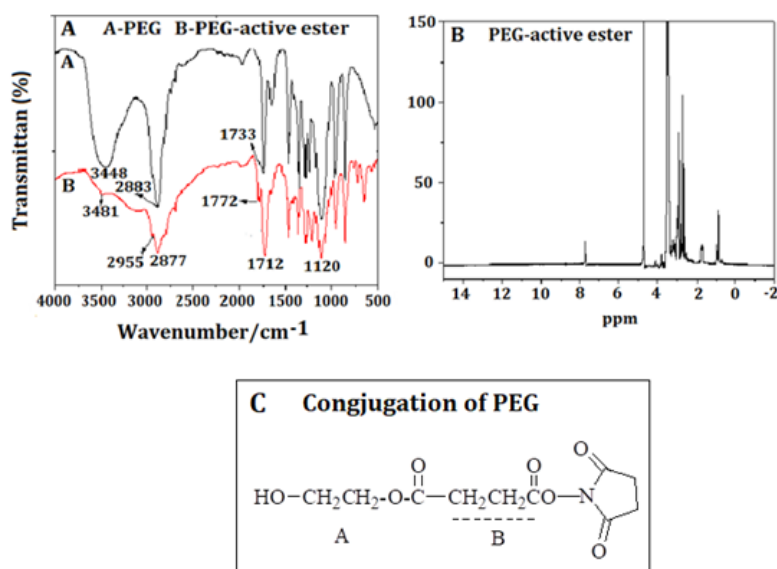 A A-PEG B-PEG-active ester
A
3448
2883
1733
B
3481
1772
2955
2877
1712
1120
Transmittan (%)
4000 3500 3000 2500 2000 1500 1000 500
Wavenumber/cm-1
B PEG-active ester
150
100
50
0
14 12 10 8 6 4 2 0 -2
ppm
C Congjugation of PEG
O O O
HO-CH2CH2-O-C-CH2CH2CO-N
O
A B